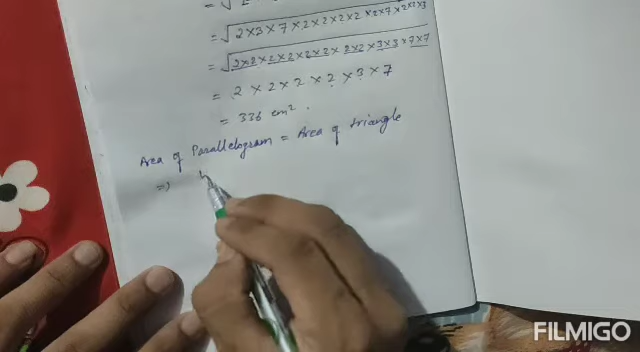 = √2×3×7×2×2×2×2×2×7×2×2×3
= √2×2×2×2×2×2×2×2×3×3×7×7
= 2×2×2×2×3×7
= 336 cm².
Area of Parallelogram = Area of triangle
=>
FILMIGO